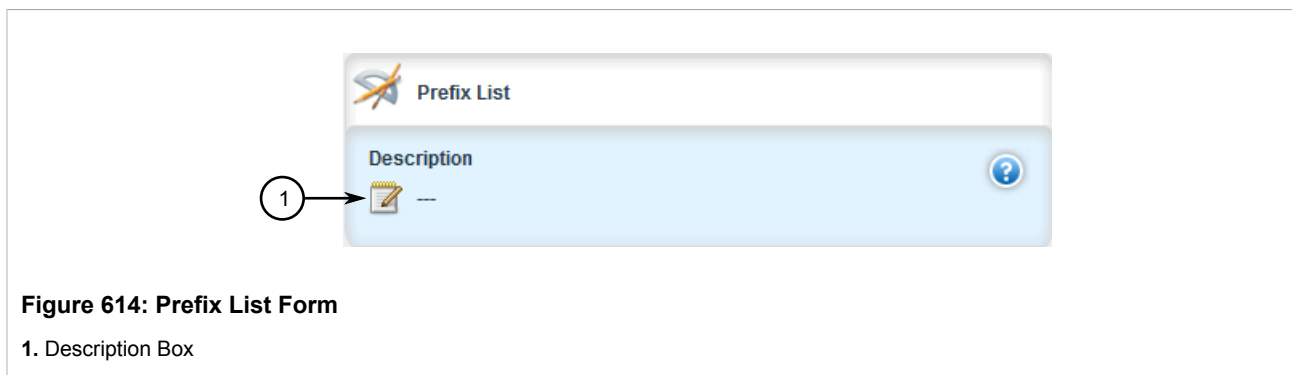 Prefix List
Description
1
---
Figure 614: Prefix List Form
1. Description Box